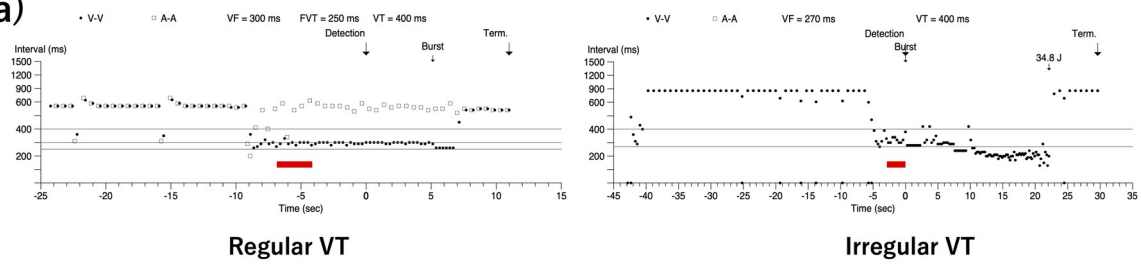 a)
V-V A-A VF = 300 ms FVT = 250 ms VT = 400 ms
Detection Term.
Interval (ms) Burst
1500
1200
900
600
400
200
-25 -20 -15 -10 -5 0 5 10 15
Time (sec)
Regular VT
V-V A-A VF = 270 ms VT = 400 ms
Detection Term.
Interval (ms) Burst
34.8 J
1500
1200
900
600
400
200
-45 -40 -35 -30 -25 -20 -15 -10 -5 0 5 10 15 20 25 30 35
Time (sec)
Irregular VT